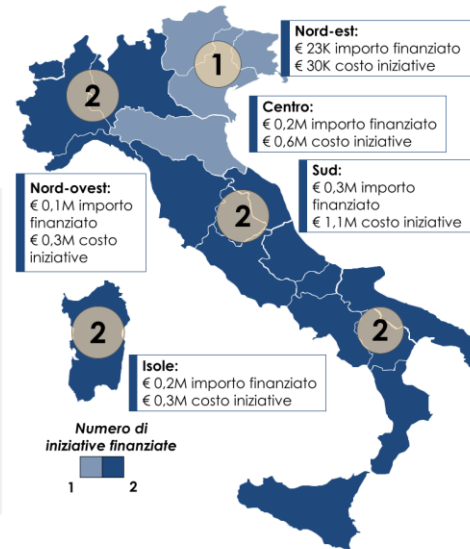 Nord-est:
€ 23K importo finanziato
€ 30K costo iniziative
1
2
Centro:
€ 0,2M importo finanziato
€ 0,6M costo iniziative
Sud:
€ 0,3M importo
finanziato
€ 1,1M costo iniziative
Nord-ovest:
€ 0,1M importo
finanziato
€ 0,3M costo
iniziative
2
2
2
Isole:
€ 0,2M importo finanziato
€ 0,3M costo iniziative
Numero di
iniziative finanziate
1 2